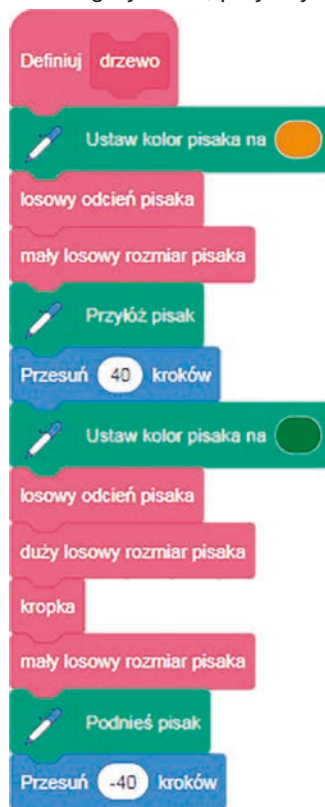 Definiuj drzewo
Ustaw kolor pisaka na
losowy odcień pisaka
mały losowy rozmiar pisaka
Przyłóż pisak
Przesuń 40 kroków
Ustaw kolor pisaka na
losowy odcień pisaka
duży losowy rozmiar pisaka
kropka
mały losowy rozmiar pisaka
Podnieś pisak
Przesuń -40 kroków